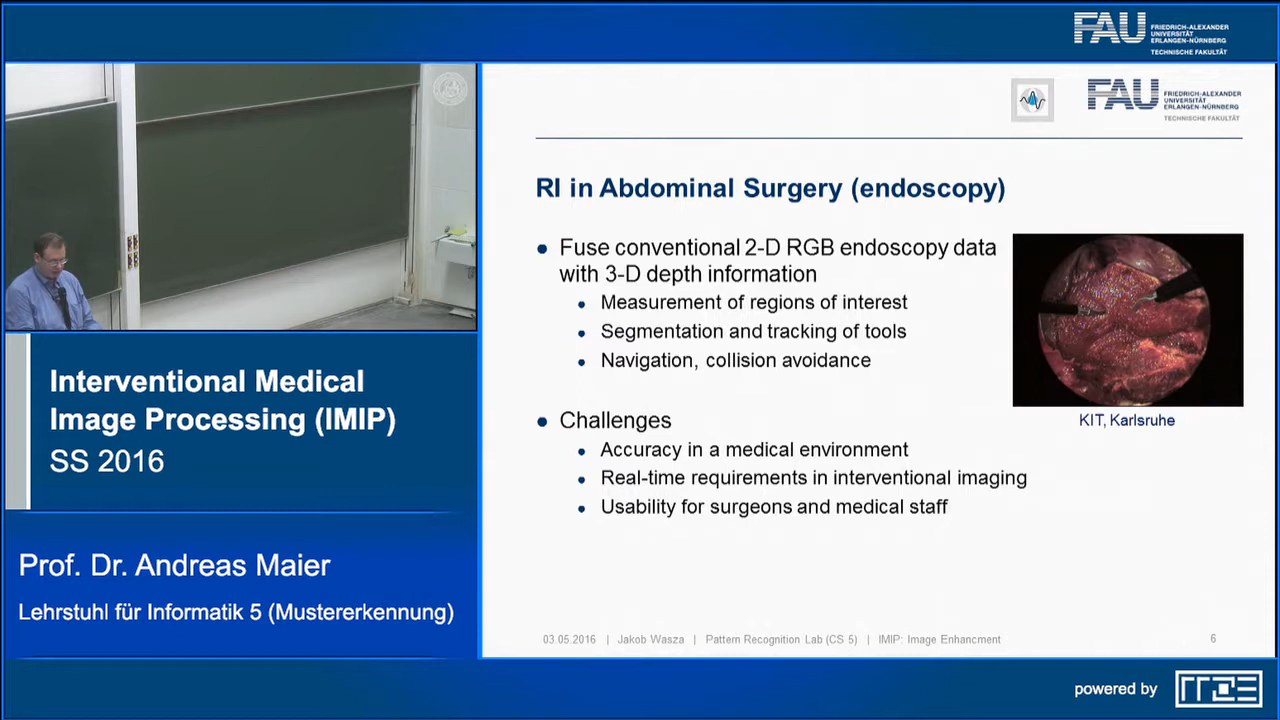 FAU
FRIEDRICH-ALEXANDER
UNIVERSITÄT
ERLANGEN-NÜRNBERG
TECHNISCHE FAKULTÄT
FAU
FRIEDRICH-ALEXANDER
UNIVERSITÄT
ERLANGEN-NÜRNBERG
TECHNISCHE FAKULTÄT
RI in Abdominal Surgery (endoscopy)
● Fuse conventional 2-D RGB endoscopy data
with 3-D depth information
● Measurement of regions of interest
● Segmentation and tracking of tools
● Navigation, collision avoidance
KIT, Karlsruhe
● Challenges
● Accuracy in a medical environment
● Real-time requirements in interventional imaging
● Usability for surgeons and medical staff
03.05.2016 | Jakob Wasza | Pattern Recognition Lab (CS 5) | IMIP: Image Enhancment
6
Interventional Medical
Image Processing (IMIP)
SS 2016
Prof. Dr. Andreas Maier
Lehrstuhl für Informatik 5 (Mustererkennung)
powered by
RRZE